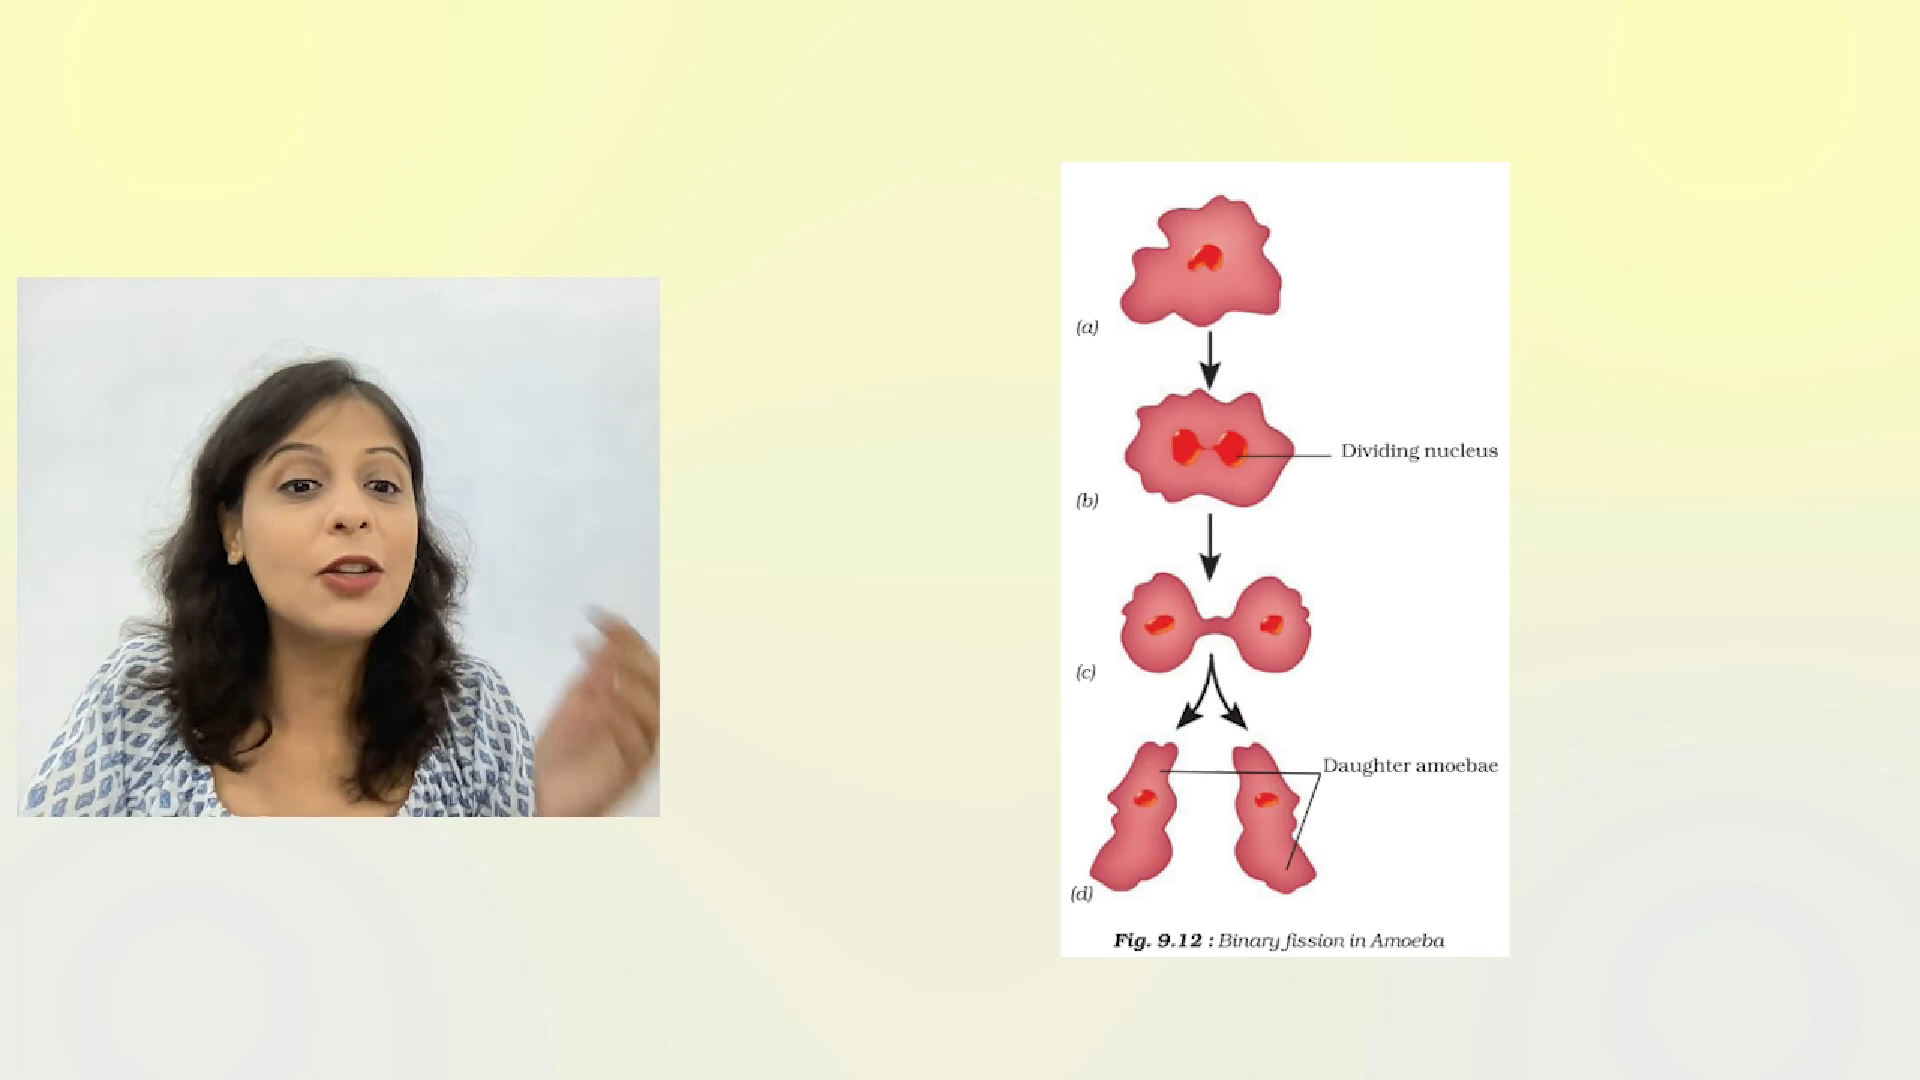 (a)
Dividing nucleus
(b)
(c)
Daughter amoebae
(d)
Fig. 9.12 : Binary fission in Amoeba